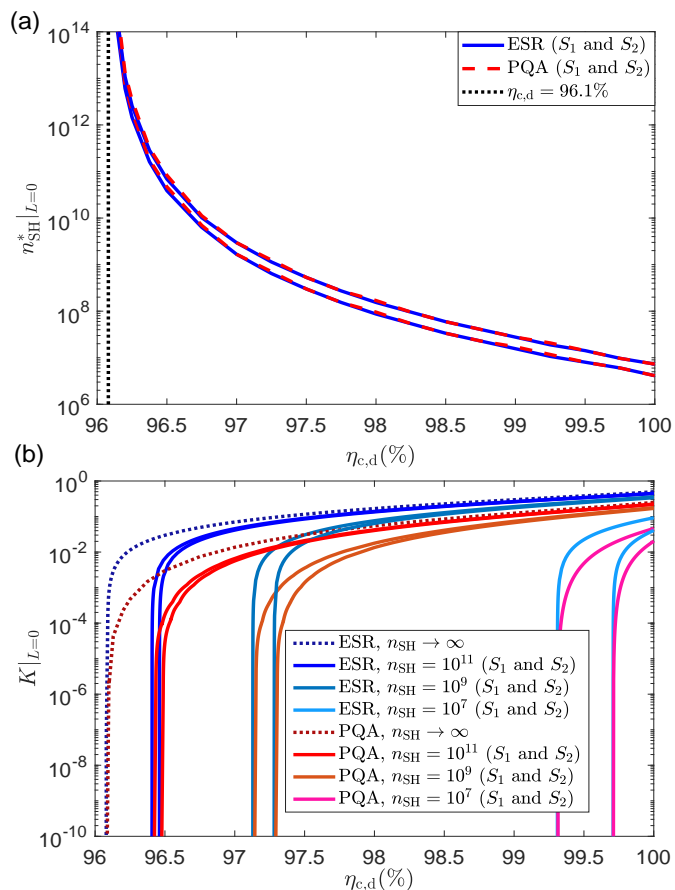 (a)
10^14
10^12
10^10
10^8
10^6
n*_SH|_{L=0}
ESR (S_1 and S_2)
PQA (S_1 and S_2)
η_{c,d} = 96.1%
96 96.5 97 97.5 98 98.5 99 99.5 100
η_{c,d}(%)
(b)
10^0
10^-2
10^-4
10^-6
10^-8
10^-10
K|_{L=0}
ESR, n_SH → ∞
ESR, n_SH = 10^11 (S_1 and S_2)
ESR, n_SH = 10^9 (S_1 and S_2)
ESR, n_SH = 10^7 (S_1 and S_2)
PQA, n_SH → ∞
PQA, n_SH = 10^11 (S_1 and S_2)
PQA, n_SH = 10^9 (S_1 and S_2)
PQA, n_SH = 10^7 (S_1 and S_2)
96 96.5 97 97.5 98 98.5 99 99.5 100
η_{c,d}(%)